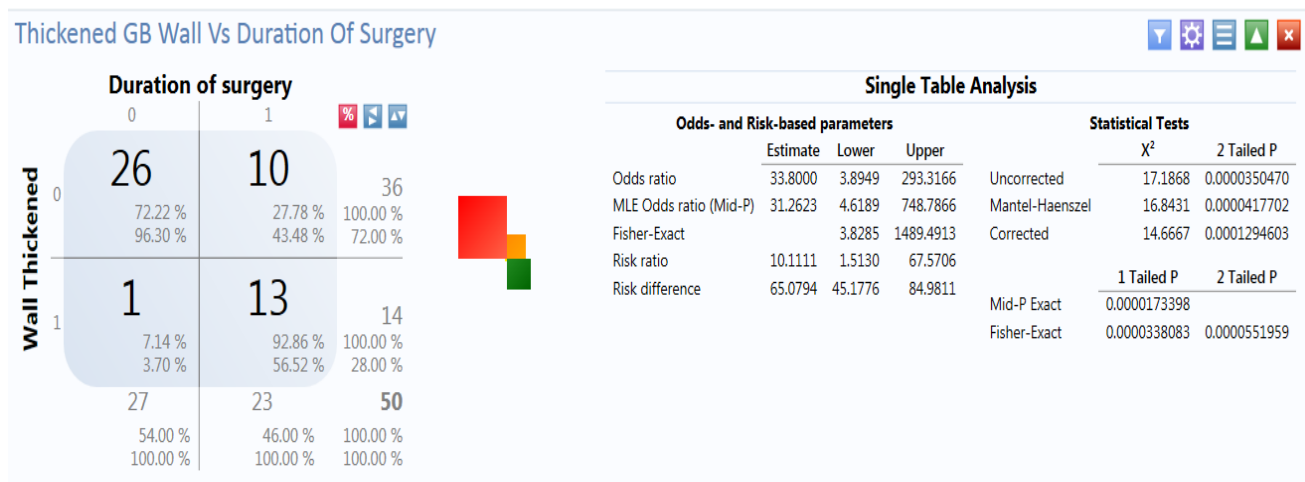 Thickened GB Wall Vs Duration Of Surgery
Duration of surgery
0 1 %
Wall Thickened
0 26 10 36
72.22 % 27.78 % 100.00 %
96.30 % 43.48 % 72.00 %
1 1 13 14
7.14 % 92.86 % 100.00 %
3.70 % 56.52 % 28.00 %
27 23 50
54.00 % 46.00 % 100.00 %
100.00 % 100.00 % 100.00 %
Single Table Analysis
Odds- and Risk-based parameters
Estimate Lower Upper
Odds ratio 33.8000 3.8949 293.3166
MLE Odds ratio (Mid-P) 31.2623 4.6189 748.7866
Fisher-Exact 3.8285 1489.4913
Risk ratio 10.1111 1.5130 67.5706
Risk difference 65.0794 45.1776 84.9811
Statistical Tests
X² 2 Tailed P
Uncorrected 17.1868 0.0000350470
Mantel-Haenszel 16.8431 0.0000417702
Corrected 14.6667 0.0001294603
1 Tailed P 2 Tailed P
Mid-P Exact 0.0000173398
Fisher-Exact 0.0000338083 0.0000551959